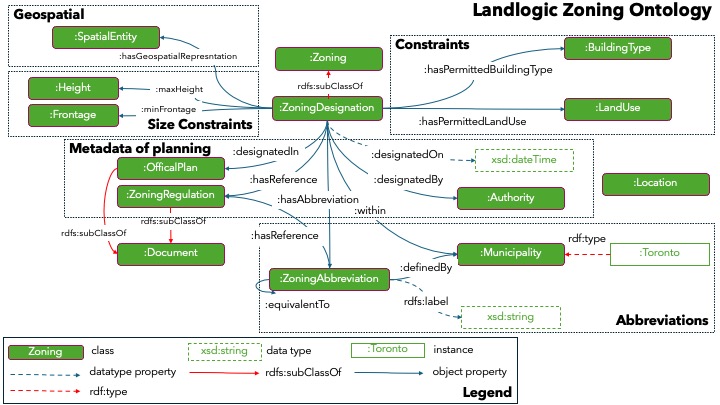 Landlogic Zoning Ontology
Geospatial
:SpatialEntity
:hasGeospatialRepresntation
:Zoning
rdfs:subClassOf
Constraints
:BuildingType
:hasPermittedBuildingType
:Height
:maxHeight
:Frontage
:minFrontage
Size Constraints
:ZoningDesignation
:LandUse
:hasPermittedLandUse
Metadata of planning
:designatedIn
:designatedOn
xsd:dateTime
:OfficalPlan
:hasReference
:designatedBy
:Location
:ZoningRegulation
:hasAbbreviation
:Authority
:within
rdfs:subClassOf
rdfs:subClassOf
:hasReference
:Document
:Municipality
rdf:type
:Toronto
:definedBy
:ZoningAbbreviation
rdfs:label
:equivalentTo
xsd:string
Abbreviations
Zoning
class
xsd:string
data type
:Toronto
instance
datatype property
rdfs:subClassOf
object property
rdf:type
Legend